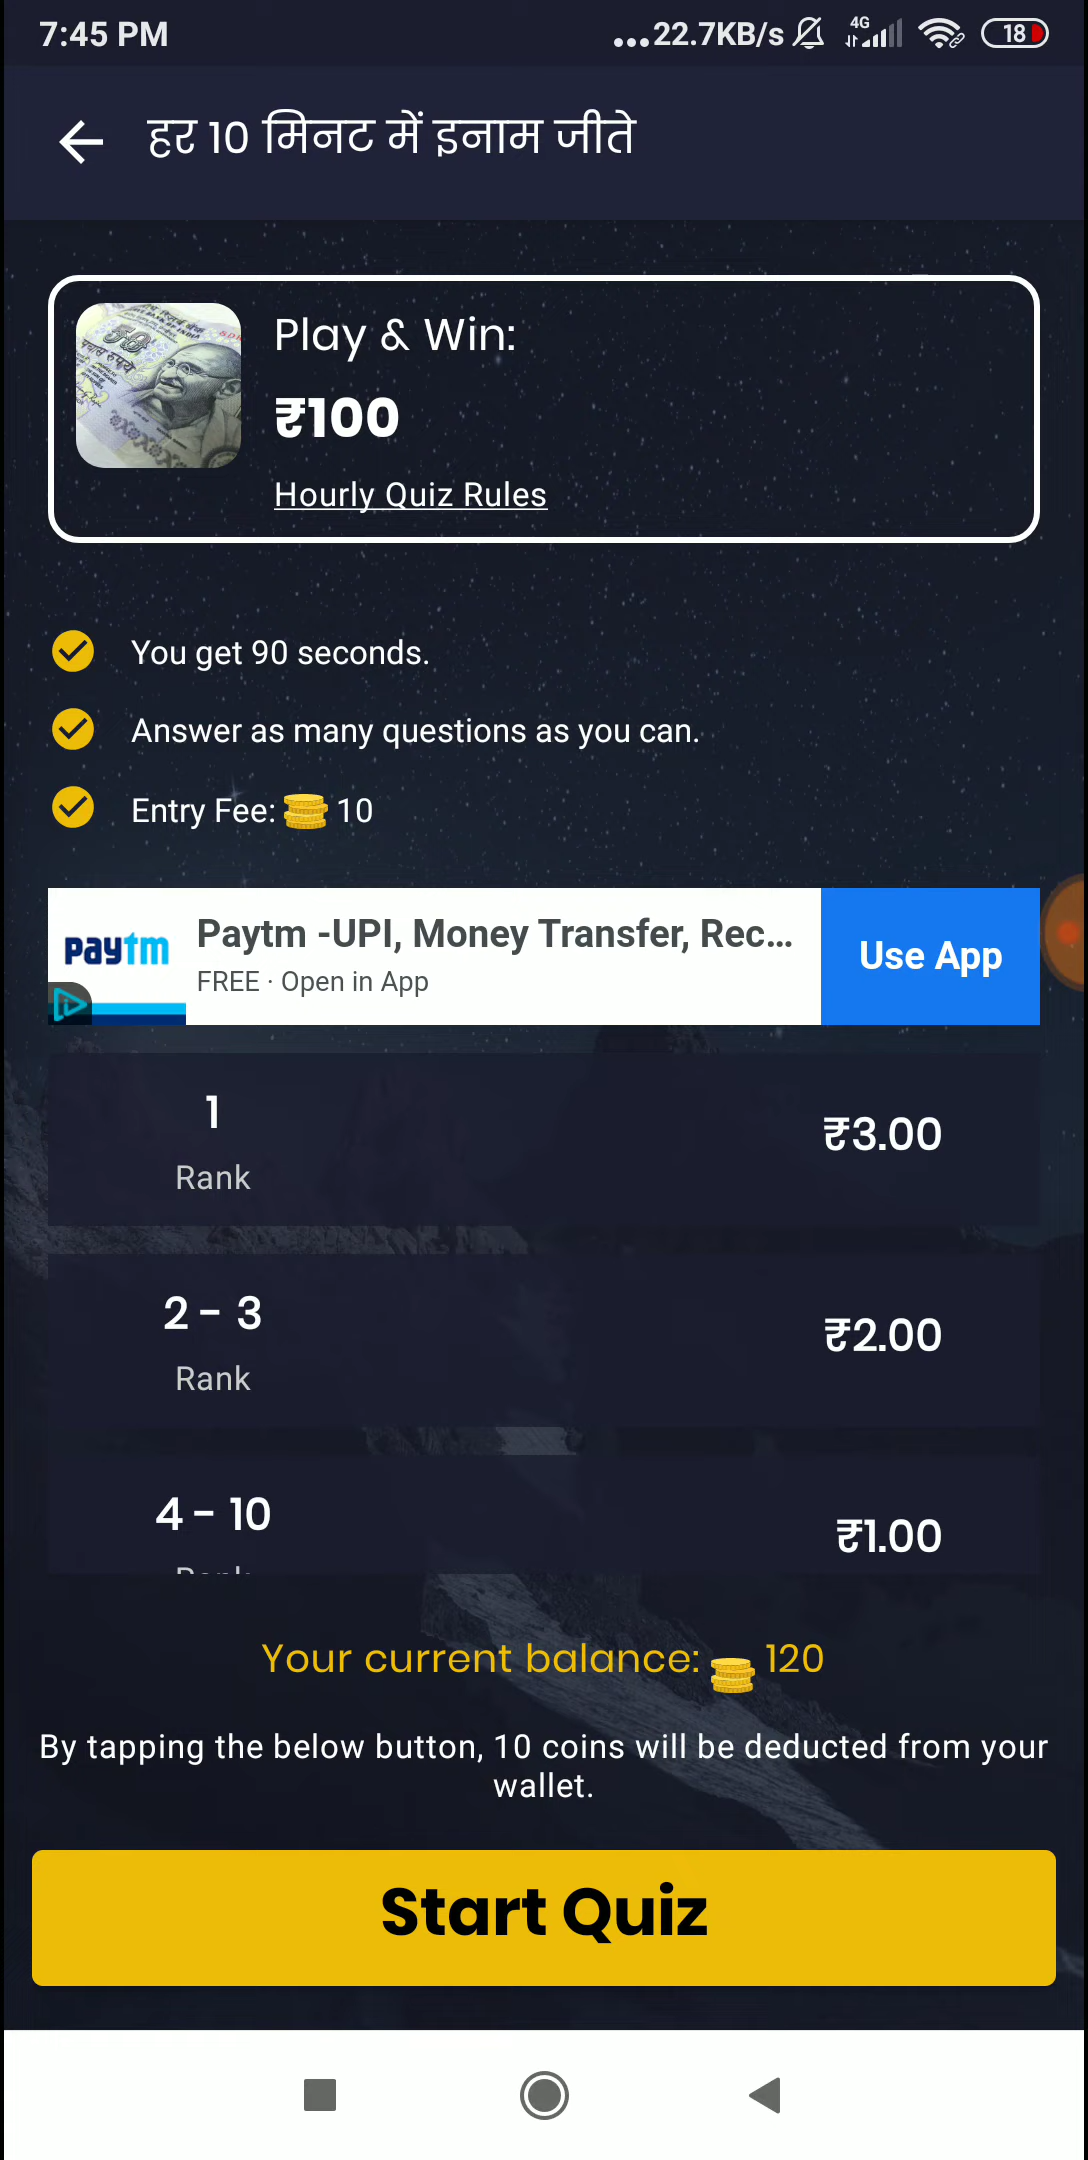 7:45 PM
...22.7KB/s 4G 18
हर 10 मिनट में इनाम जीते
Play & Win:
₹100
Hourly Quiz Rules
You get 90 seconds.
Answer as many questions as you can.
Entry Fee: 10
paytm
Paytm -UPI, Money Transfer, Rec...
FREE · Open in App
Use App
1
Rank
₹3.00
2 - 3
Rank
₹2.00
4 - 10
Rank
₹1.00
Your current balance: 120
By tapping the below button, 10 coins will be deducted from your
wallet.
Start Quiz